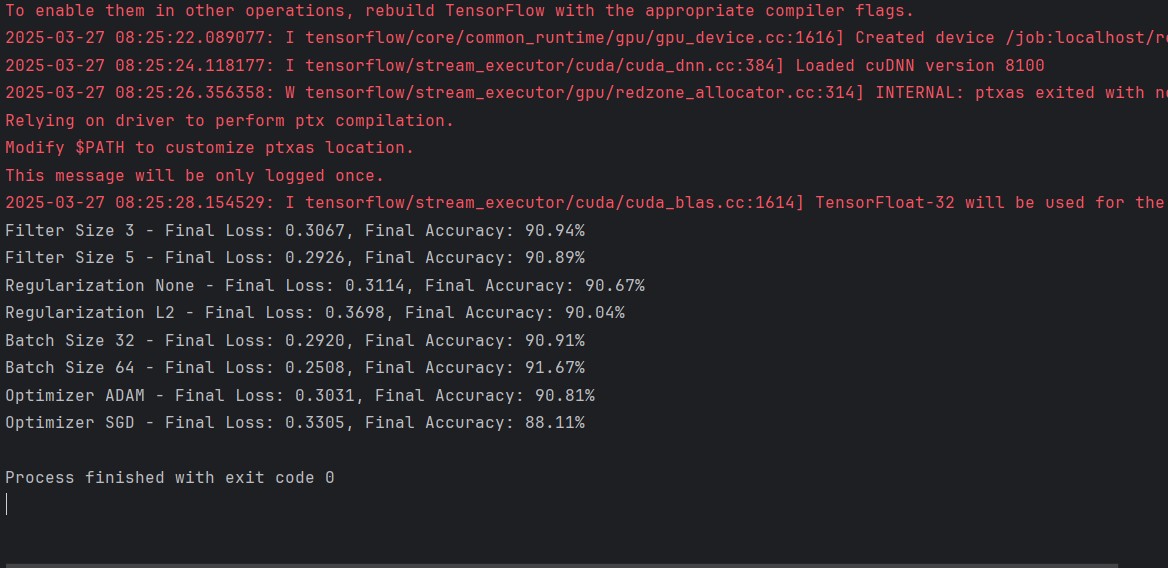 To enable them in other operations, rebuild TensorFlow with the appropriate compiler flags.
2025-03-27 08:25:22.089077: I tensorflow/core/common_runtime/gpu/gpu_device.cc:1616] Created device /job:localhost/re
2025-03-27 08:25:24.118177: I tensorflow/stream_executor/cuda/cuda_dnn.cc:384] Loaded cuDNN version 8100
2025-03-27 08:25:26.356358: W tensorflow/stream_executor/gpu/redzone_allocator.cc:314] INTERNAL: ptxas exited with no
Relying on driver to perform ptx compilation.
Modify $PATH to customize ptxas location.
This message will be only logged once.
2025-03-27 08:25:28.154529: I tensorflow/stream_executor/cuda/cuda_blas.cc:1614] TensorFloat-32 will be used for the
Filter Size 3 - Final Loss: 0.3067, Final Accuracy: 90.94%
Filter Size 5 - Final Loss: 0.2926, Final Accuracy: 90.89%
Regularization None - Final Loss: 0.3114, Final Accuracy: 90.67%
Regularization L2 - Final Loss: 0.3698, Final Accuracy: 90.04%
Batch Size 32 - Final Loss: 0.2920, Final Accuracy: 90.91%
Batch Size 64 - Final Loss: 0.2508, Final Accuracy: 91.67%
Optimizer ADAM - Final Loss: 0.3031, Final Accuracy: 90.81%
Optimizer SGD - Final Loss: 0.3305, Final Accuracy: 88.11%
Process finished with exit code 0